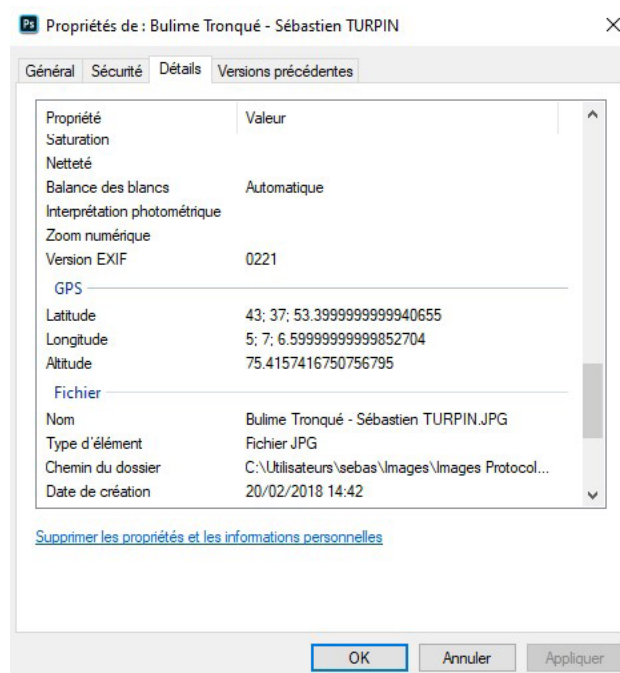 Ps Propriétés de : Bulime Tronqué - Sébastien TURPIN
Général Sécurité Détails Versions précédentes
Propriété Valeur
Saturation
Netteté
Balance des blancs Automatique
Interprétation photométrique
Zoom numérique
Version EXIF 0221
GPS
Latitude 43; 37; 53.3999999999940655
Longitude 5; 7; 6.59999999999852704
Altitude 75.4157416750756795
Fichier
Nom Bulime Tronqué - Sébastien TURPIN.JPG
Type d'élément Fichier JPG
Chemin du dossier C:\Utilisateurs\sebas\Images\Images Protocol...
Date de création 20/02/2018 14:42
Supprimer les propriétés et les informations personnelles
OK Annuler Appliquer